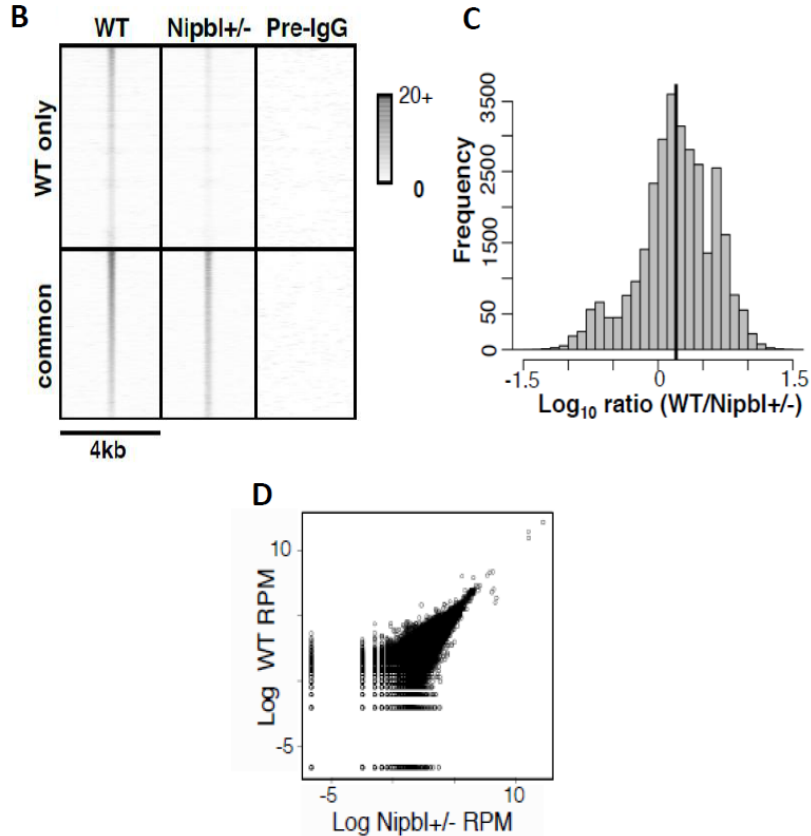 B
WT Nipbl+/- Pre-IgG
WT only
common
20+
0
4kb
C
Frequency
3500
2500
1500
50
0
-1.5 0 1.5
Log₁₀ ratio (WT/Nipbl+/-)
D
Log WT RPM
10
-5
-5 10
Log Nipbl+/- RPM